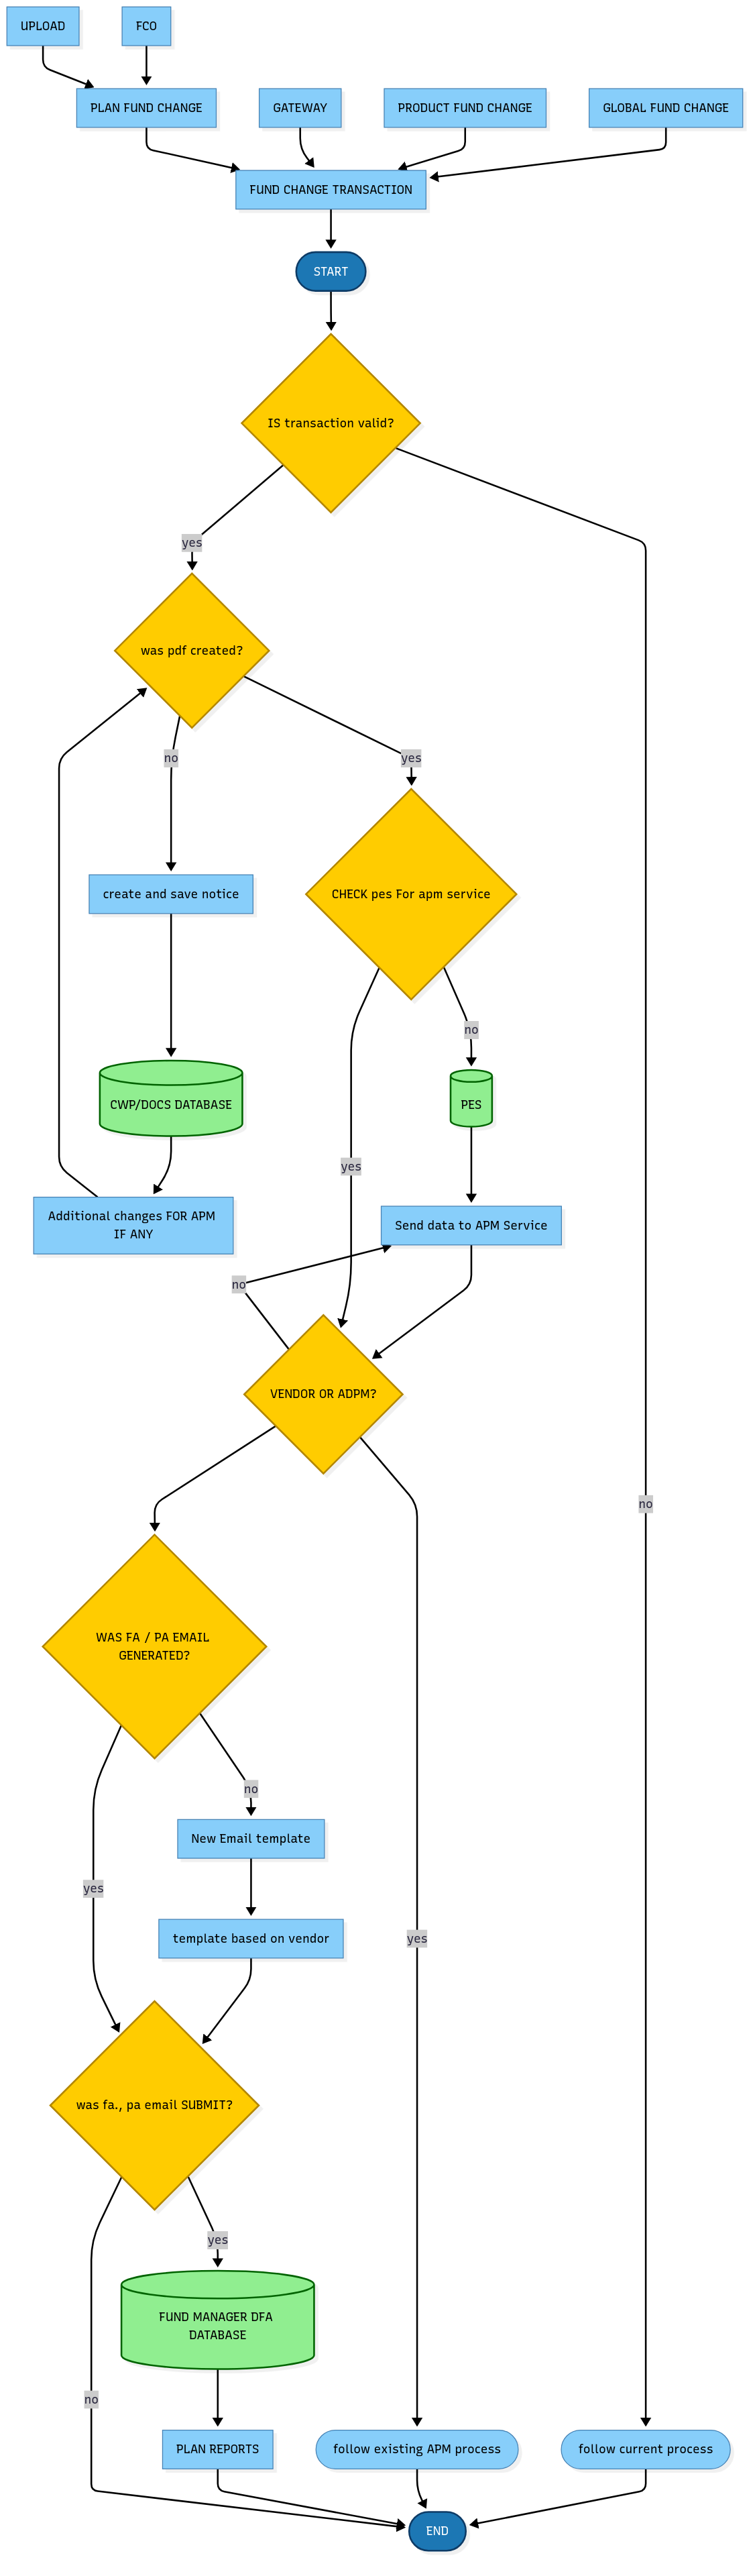 UPLOAD
FCO
PLAN FUND CHANGE
GATEWAY
PRODUCT FUND CHANGE
GLOBAL FUND CHANGE
FUND CHANGE TRANSACTION
START
IS transaction valid?
yes
was pdf created?
no
yes
create and save notice
CHECK pes For apm service
no
CWP/DOCS DATABASE
PES
yes
Additional changes FOR APM
IF ANY
Send data to APM Service
no
VENDOR OR ADPM?
no
WAS FA / PA EMAIL
GENERATED?
no
New Email template
yes
template based on vendor
yes
was fa., pa email SUBMIT?
yes
FUND MANAGER DFA
DATABASE
no
PLAN REPORTS
follow existing APM process
follow current process
END